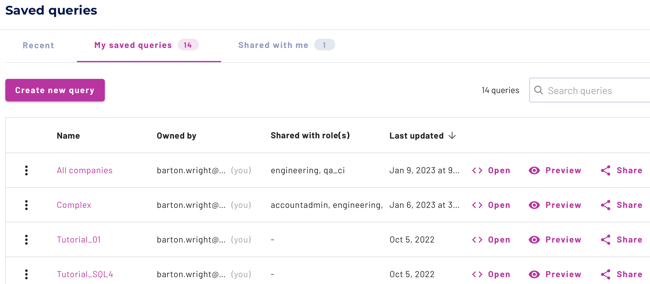 Saved queries
Recent My saved queries 14 Shared with me 1
Create new query 14 queries Search queries
Name Owned by Shared with role(s) Last updated
All companies barton.wright@... (you) engineering, qa_ci Jan 9, 2023 at 9... Open Preview Share
Complex barton.wright@... (you) accountadmin, engineering, Jan 6, 2023 at 3... Open Preview Share
Tutorial_01 barton.wright@... (you) - Oct 5, 2022 Open Preview Share
Tutorial_SQL4 barton.wright@... (you) - Oct 5, 2022 Open Preview Share